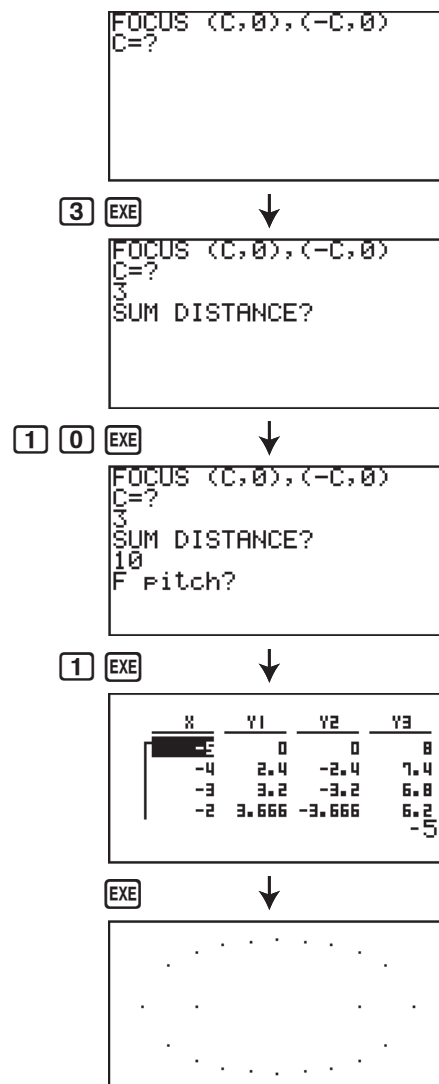 FOCUS (C,0),(-C,0)
C=?
3 EXE
FOCUS (C,0),(-C,0)
C=?
3
SUM DISTANCE?
1 0 EXE
FOCUS (C,0),(-C,0)
C=?
3
SUM DISTANCE?
10
F pitch?
1 EXE
X Y1 Y2 Y3
-5 0 0 8
-4 2.4 -2.4 7.4
-3 3.2 -3.2 6.8
-2 3.666 -3.666 6.2
-5
EXE